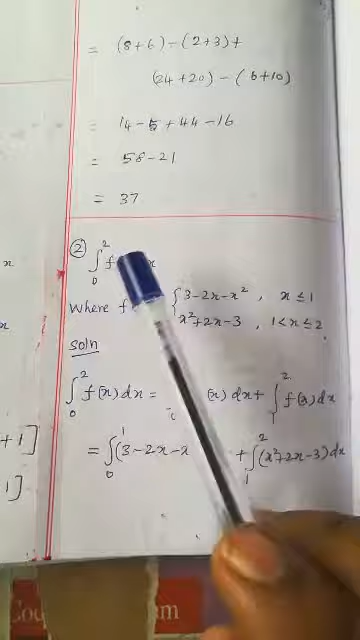 = (8+6) - (2+3) +
(24+20) - (6+10)
= 14 - 5 + 44 - 16
= 58 - 21
= 37
② ∫₀² f x
Where f { 3-2x-x² , x ≤ 1
x²+2x-3 , 1<x≤2
Soln
∫₀² f(x) dx = (x) dx + ∫₁² f(x) dx
= ∫₀¹ (3-2x-x + ∫₁² (x²+2x-3) dx
+1]
1]
x
x